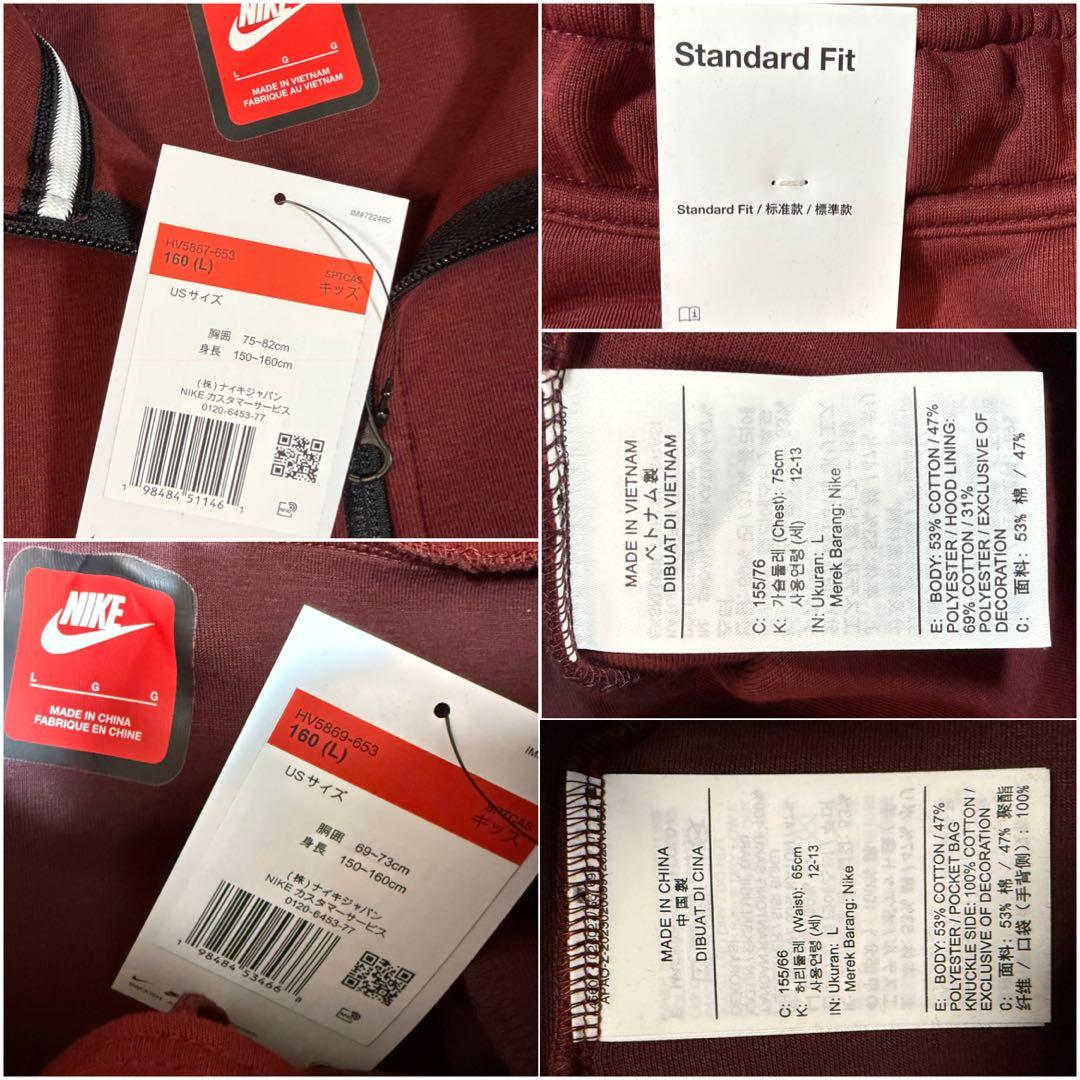 NIKE
L G G
MADE IN VIETNAM
FABRIQUE AU VIETNAM
IM#722460
HV5867-653
160 (L)
SPTCAS
キッズ
USサイズ
胸囲 75~82cm
身長 150~160cm
(株)ナイキジャパン
NIKE カスタマーサービス
0120-6453-77
1 98484 51146 1
RFID
Standard Fit
Standard Fit / 标准款 / 標準款
MADE IN VIETNAM
ベトナム製
DIBUAT DI VIETNAM
C: 155/76
K: 가슴둘레 (Chest): 75cm
사용연령 (세) 12-13
IN: Ukuran: L
Merek Barang: Nike
E: BODY: 53% COTTON / 47%
POLYESTER / HOOD LINING:
69% COTTON / 31%
POLYESTER / EXCLUSIVE OF
DECORATION
C: 面料: 53% 棉 / 47%
NIKE
L G G
MADE IN CHINA
FABRIQUE EN CHINE
IM
HV5869-653
160 (L)
SPTCAS
キッズ
USサイズ
胴囲 69~73cm
身長 150~160cm
(株)ナイキジャパン
NIKE カスタマーサービス
0120-6453-77
1 98484 53466 8
MADE IN CHINA
中国製
DIBUAT DI CINA
C: 155/66
K: 허리둘레 (Waist): 65cm
사용연령 (세) 12-13
IN: Ukuran: L
Merek Barang: Nike
E: BODY: 53% COTTON / 47%
POLYESTER / POCKET BAG
KNUCKLE SIDE: 100% COTTON /
EXCLUSIVE OF DECORATION
C: 面料: 53% 棉 / 47% 聚酯
纤维 / 口袋 (手背侧): 100%